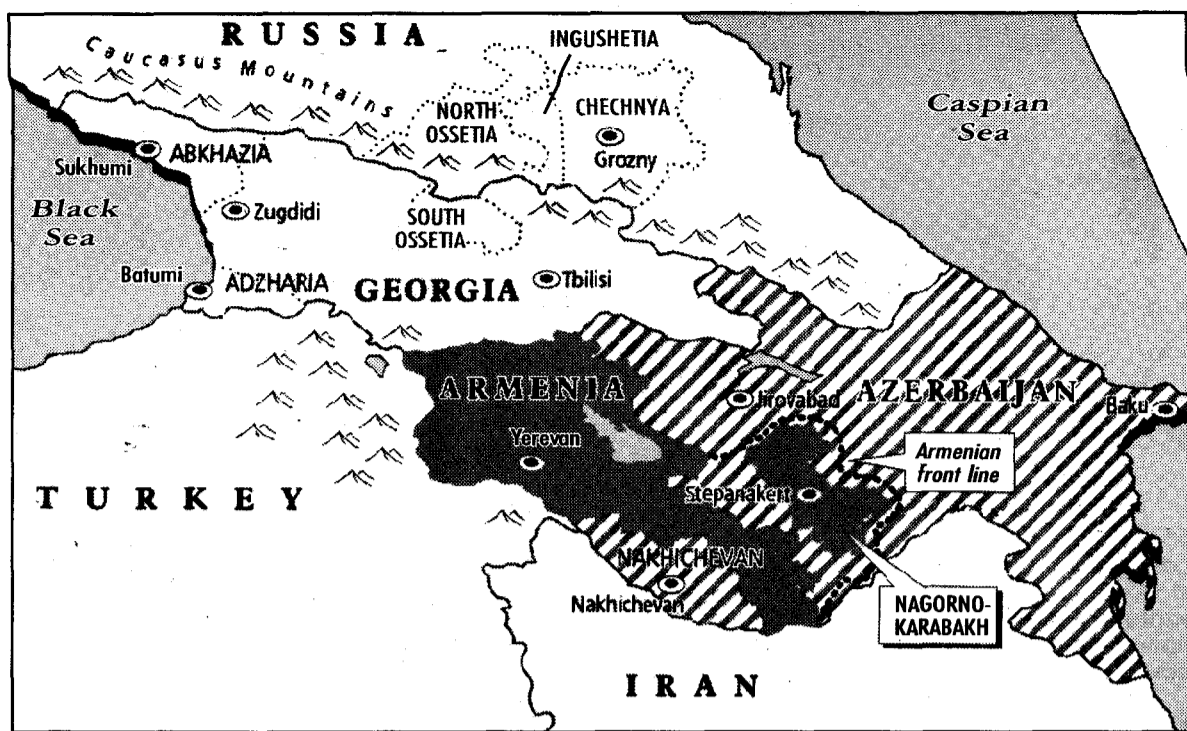 RUSSIA
Caucasus Mountains
INGUSHETIA
NORTH
OSSETIA
CHECHNYA
Grozny
Caspian
Sea
Sukhumi
ABKHAZIA
Black
Sea
Zugdidi
SOUTH
OSSETIA
Batumi
ADZHARIA
GEORGIA
Tbilisi
ARMENIA
Jirovabad
AZERBAIJAN
Baku
Yerevan
Armenian
front line
TURKEY
Stepanakert
NAKHICHEVAN
Nakhichevan
NAGORNO-
KARABAKH
IRAN